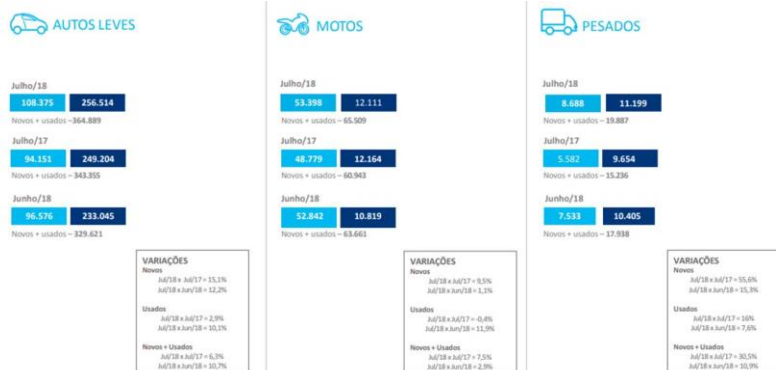 AUTOS LEVES
Julho/18
108.375 256.514
Novos + usados – 364.889
Julho/17
94.151 249.204
Novos + usados – 343.355
Junho/18
96.576 233.045
Novos + usados – 329.621
VARIAÇÕES
Novos
Jul/18 x Jul/17 = 15,1%
Jul/18 x Jun/18 = 12,2%
Usados
Jul/18 x Jul/17 = 2,9%
Jul/18 x Jun/18 = 10,1%
Novos + Usados
Jul/18 x Jul/17 = 6,3%
Jul/18 x Jun/18 = 10,7%
MOTOS
Julho/18
53.398 12.111
Novos + usados – 65.509
Julho/17
48.779 12.164
Novos + usados – 60.943
Junho/18
52.842 10.819
Novos + usados – 63.661
VARIAÇÕES
Novos
Jul/18 x Jul/17 = 9,5%
Jul/18 x Jun/18 = 1,1%
Usados
Jul/18 x Jul/17 = -0,4%
Jul/18 x Jun/18 = 11,9%
Novos + Usados
Jul/18 x Jul/17 = 7,5%
Jul/18 x Jun/18 = 2,9%
PESADOS
Julho/18
8.688 11.199
Novos + usados – 19.887
Julho/17
5.582 9.654
Novos + usados – 15.236
Junho/18
7.533 10.405
Novos + usados – 17.938
VARIAÇÕES
Novos
Jul/18 x Jul/17 = 55,6%
Jul/18 x Jun/18 = 15,3%
Usados
Jul/18 x Jul/17 = 16%
Jul/18 x Jun/18 = 7,6%
Novos + Usados
Jul/18 x Jul/17 = 30,5%
Jul/18 x Jun/18 = 10,9%